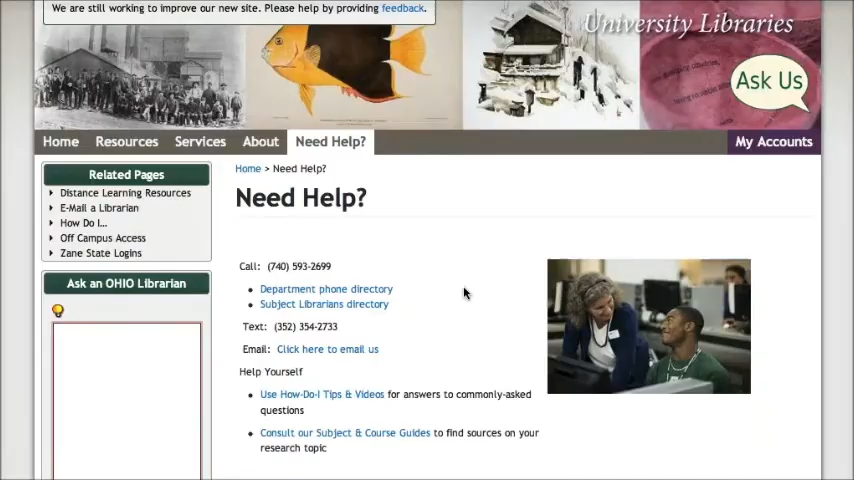 We are still working to improve our new site. Please help by providing feedback.
University Libraries
Ask Us
Home Resources Services About Need Help? My Accounts
Related Pages
Distance Learning Resources
E-Mail a Librarian
How Do I...
Off Campus Access
Zane State Logins
Ask an OHIO Librarian
Home > Need Help?
Need Help?
Call: (740) 593-2699
Department phone directory
Subject Librarians directory
Text: (352) 354-2733
Email: Click here to email us
Help Yourself
Use How-Do-I Tips & Videos for answers to commonly-asked
questions
Consult our Subject & Course Guides to find sources on your
research topic